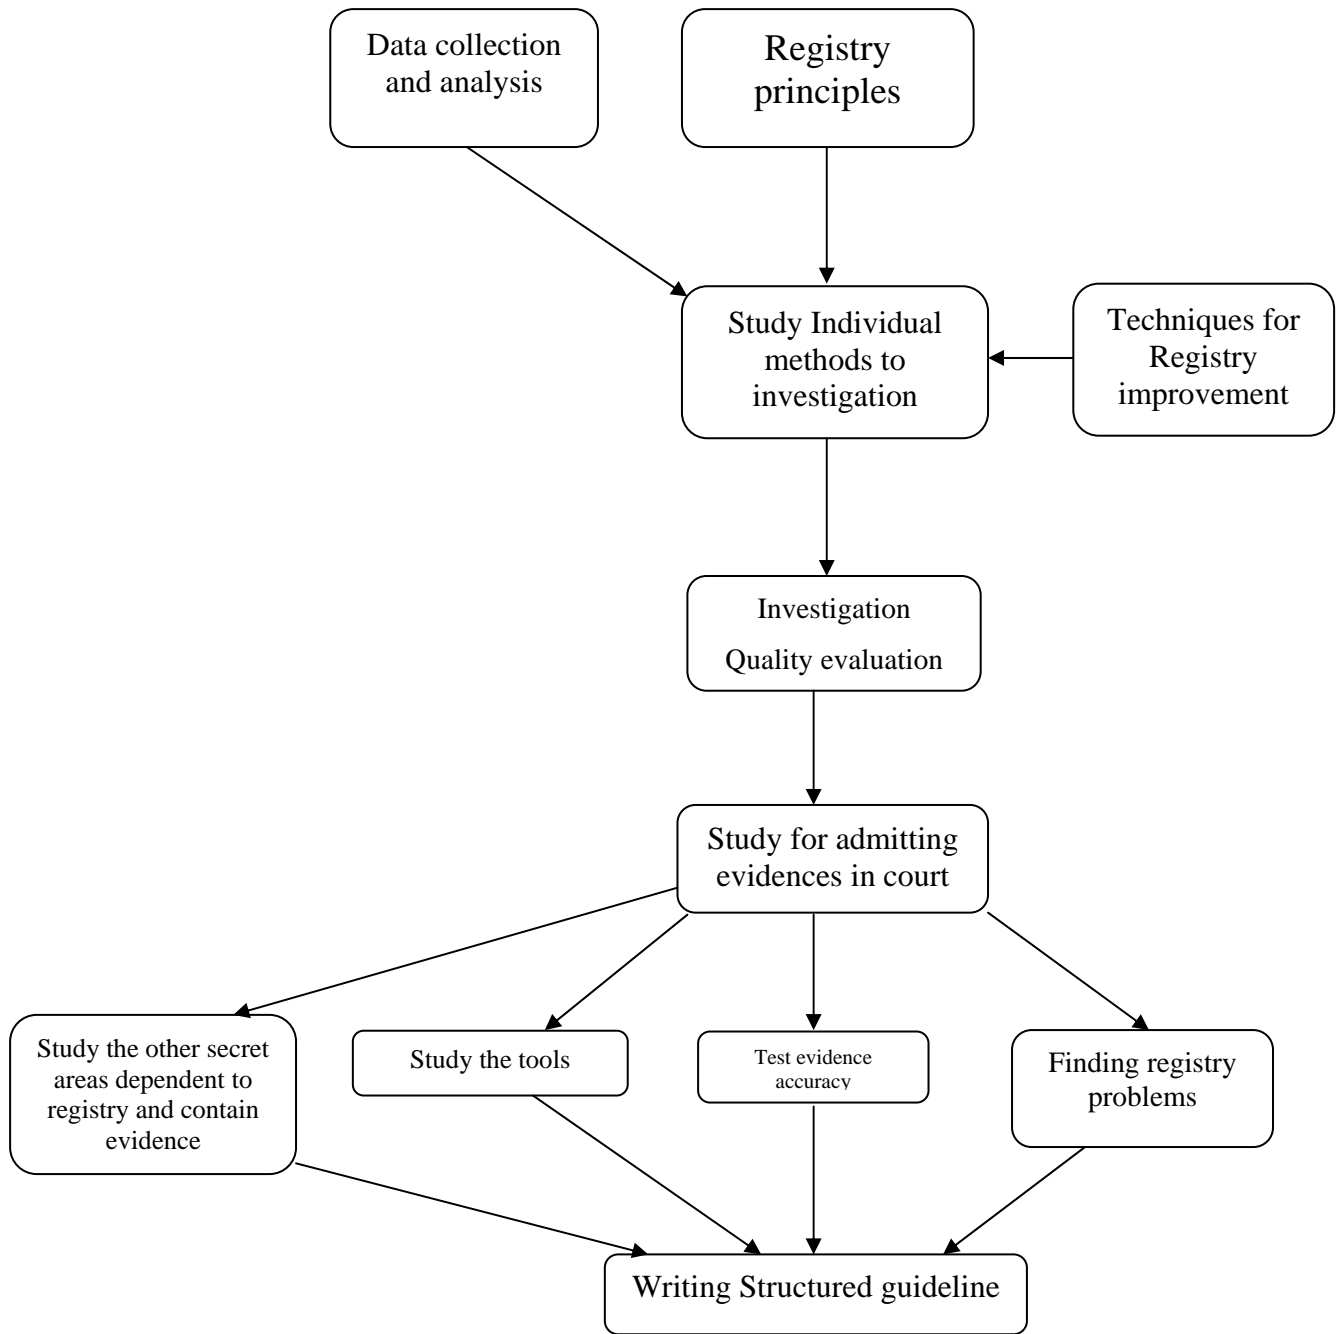 Data collection
and analysis
Registry
principles
Study Individual
methods to
investigation
Techniques for
Registry
improvement
Investigation
Quality evaluation
Study for admitting
evidences in court
Study the other secret
areas dependent to
registry and contain
evidence
Study the tools
Test evidence
accuracy
Finding registry
problems
Writing Structured guideline